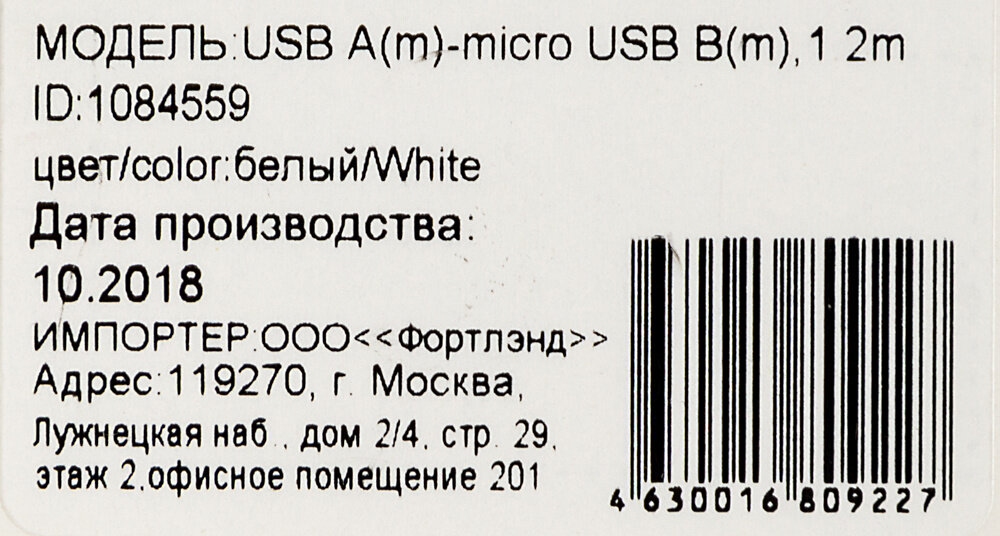 МОДЕЛЬ:USB A(m)-micro USB B(m),1 2m
ID:1084559
цвет/color:белый/White
Дата производства:
10.2018
ИМПОРТЕР:ООО<<Фортлэнд>>
Адрес:119270, г. Москва,
Лужнецкая наб., дом 2/4, стр. 29,
этаж 2,офисное помещение 201
4 630016 809227